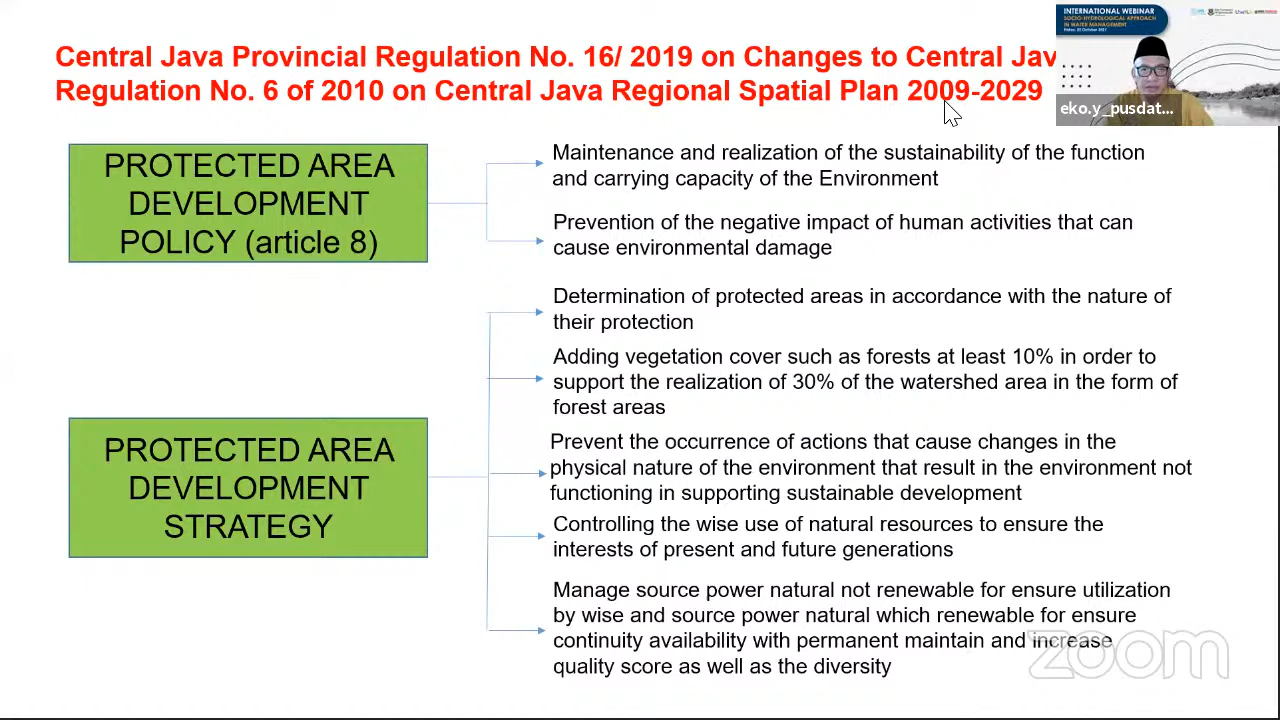 Central Java Provincial Regulation No. 16/ 2019 on Changes to Central Jav
Regulation No. 6 of 2010 on Central Java Regional Spatial Plan 2009-2029
INTERNATIONAL WEBINAR
SOCIO-HYDROLOGICAL APPROACH
IN WATER MANAGEMENT
eko.y_pusdat...
PROTECTED AREA
DEVELOPMENT
POLICY (article 8)
Maintenance and realization of the sustainability of the function
and carrying capacity of the Environment
Prevention of the negative impact of human activities that can
cause environmental damage
PROTECTED AREA
DEVELOPMENT
STRATEGY
Determination of protected areas in accordance with the nature of
their protection
Adding vegetation cover such as forests at least 10% in order to
support the realization of 30% of the watershed area in the form of
forest areas
Prevent the occurrence of actions that cause changes in the
physical nature of the environment that result in the environment not
functioning in supporting sustainable development
Controlling the wise use of natural resources to ensure the
interests of present and future generations
Manage source power natural not renewable for ensure utilization
by wise and source power natural which renewable for ensure
continuity availability with permanent maintain and increase
quality score as well as the diversity
zoom